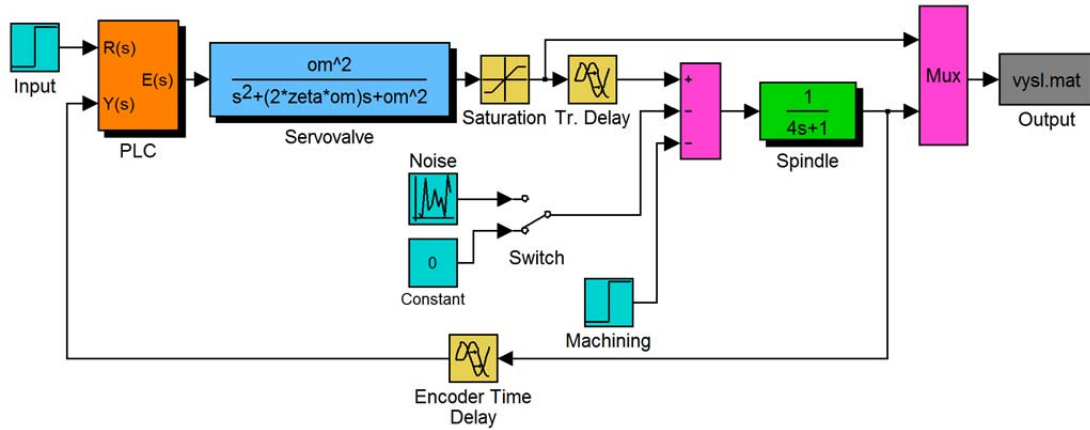 Input
R(s)
E(s)
Y(s)
PLC
om^2
s^2+(2*zeta*om)s+om^2
Servovalve
Saturation
Tr. Delay
+
−
−
1
4s+1
Spindle
Mux
vysl.mat
Output
Noise
0
Constant
Switch
Machining
Encoder Time
Delay